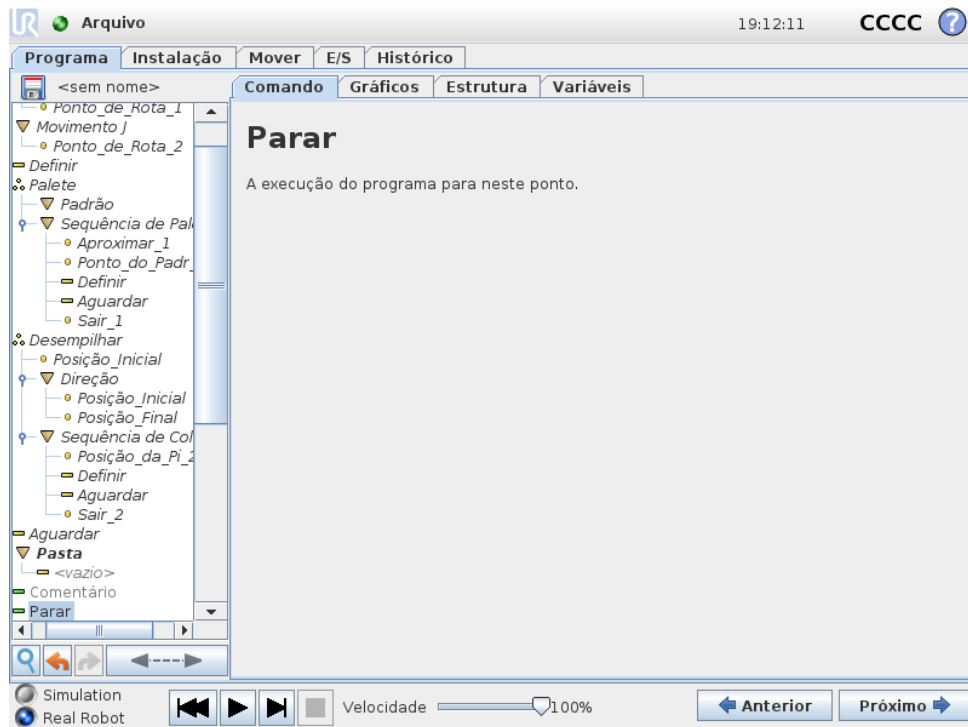 Arquivo
19:12:11
CCCC
?
Programa Instalação Mover E/S Histórico
<sem nome>
Comando Gráficos Estrutura Variáveis
Ponto_de_Rota_1
Movimento J
Ponto_de_Rota_2
Definir
Palete
Padrão
Sequência de Pal
Aproximar_1
Ponto_do_Padr_
Definir
Aguardar
Sair_1
Desempilhar
Posição_Inicial
Direção
Posição_Inicial
Posição_Final
Sequência de Col
Posição_da_Pi_2
Definir
Aguardar
Sair_2
Aguardar
Pasta
<vazio>
Comentário
Parar
Parar
A execução do programa para neste ponto.
Simulation
Real Robot
Velocidade 100%
Anterior Próximo